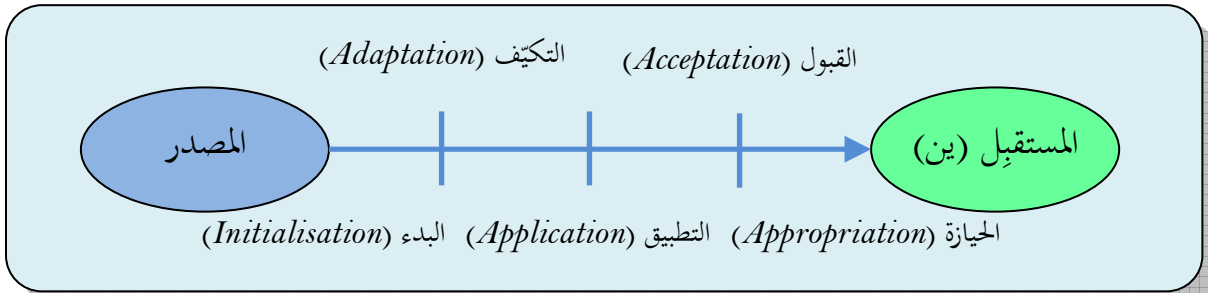 التكيّف (Adaptation)
القبول (Acceptation)
المصدر
المستقبِل (ين)
البدء (Initialisation)
التطبيق (Application)
الحيازة (Appropriation)